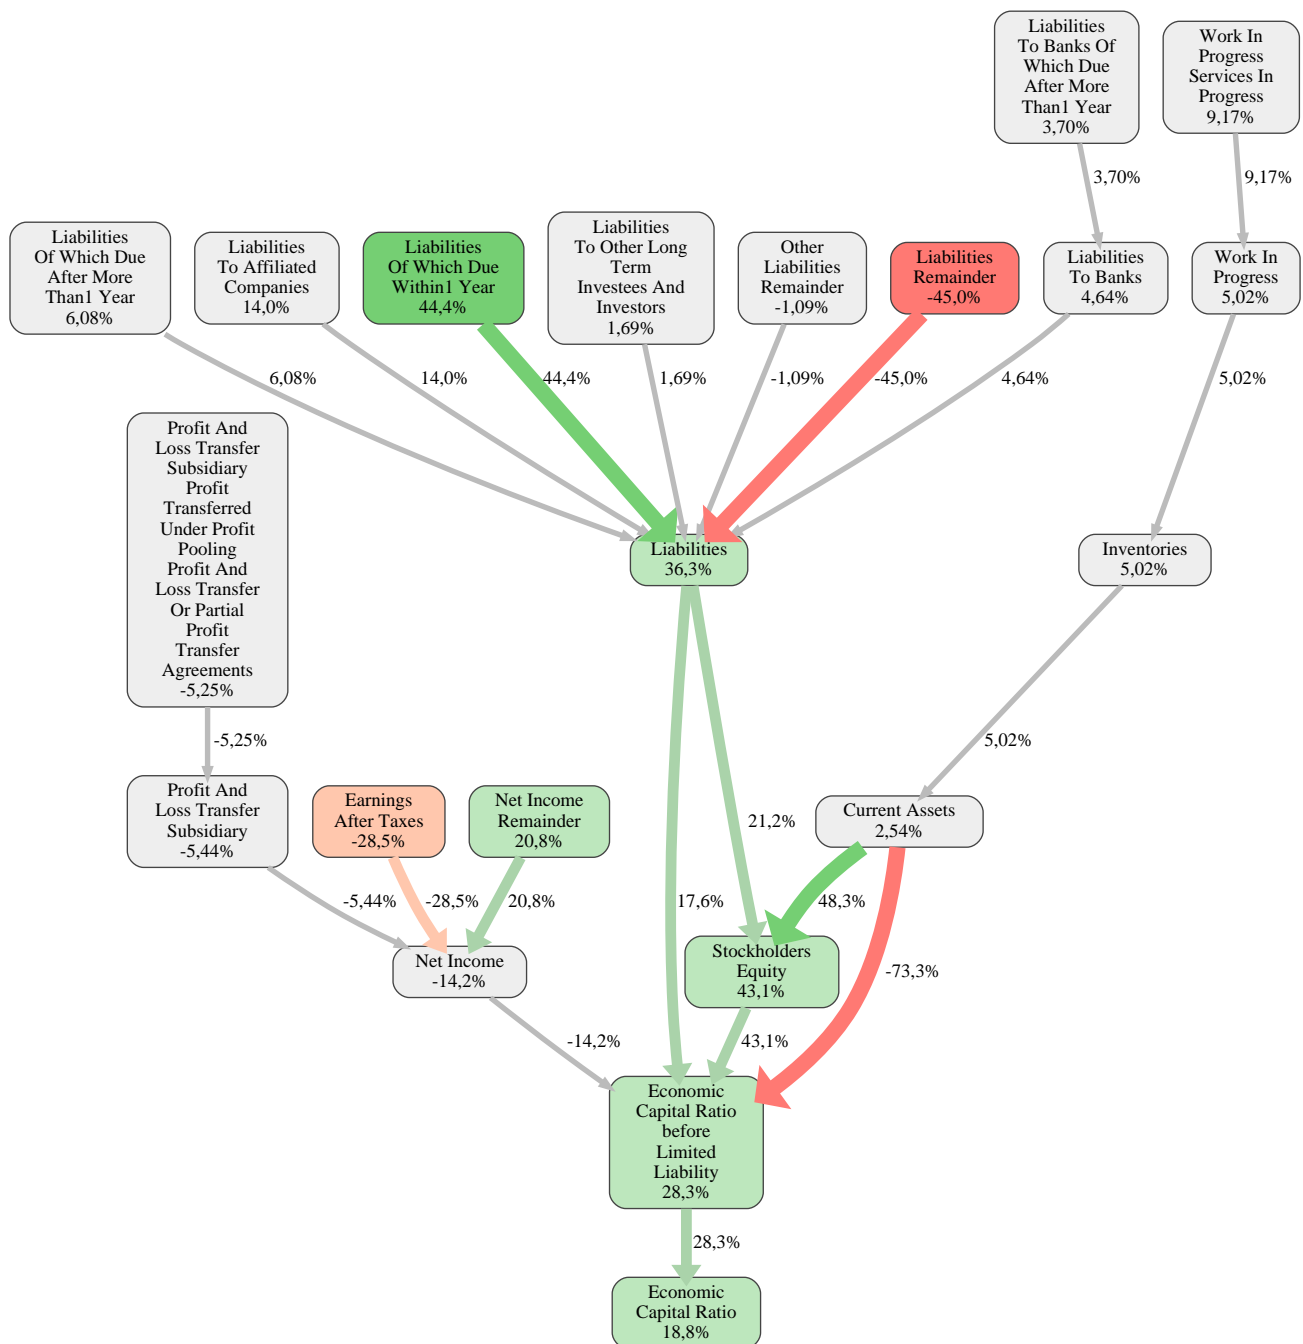 Liabilities
To Banks Of
Which Due
After More
Than1 Year
3,70%
Work In
Progress
Services In
Progress
9,17%
3,70%
9,17%
Liabilities
Of Which Due
After More
Than1 Year
6,08%
Liabilities
To Affiliated
Companies
14,0%
Liabilities
Of Which Due
Within1 Year
44,4%
Liabilities
To Other Long
Term
Investees And
Investors
1,69%
Other
Liabilities
Remainder
-1,09%
Liabilities
Remainder
-45,0%
Liabilities
To Banks
4,64%
Work In
Progress
5,02%
6,08%
14,0%
44,4%
1,69%
-1,09%
-45,0%
4,64%
5,02%
Profit And
Loss Transfer
Subsidiary
Profit
Transferred
Under Profit
Pooling
Profit And
Loss Transfer
Or Partial
Profit
Transfer
Agreements
-5,25%
Liabilities
36,3%
Inventories
5,02%
-5,25%
5,02%
Profit And
Loss Transfer
Subsidiary
-5,44%
Earnings
After Taxes
-28,5%
Net Income
Remainder
20,8%
21,2%
Current Assets
2,54%
-5,44%
-28,5%
20,8%
17,6%
48,3%
Net Income
-14,2%
Stockholders
Equity
43,1%
-73,3%
-14,2%
43,1%
Economic
Capital Ratio
before
Limited
Liability
28,3%
28,3%
Economic
Capital Ratio
18,8%